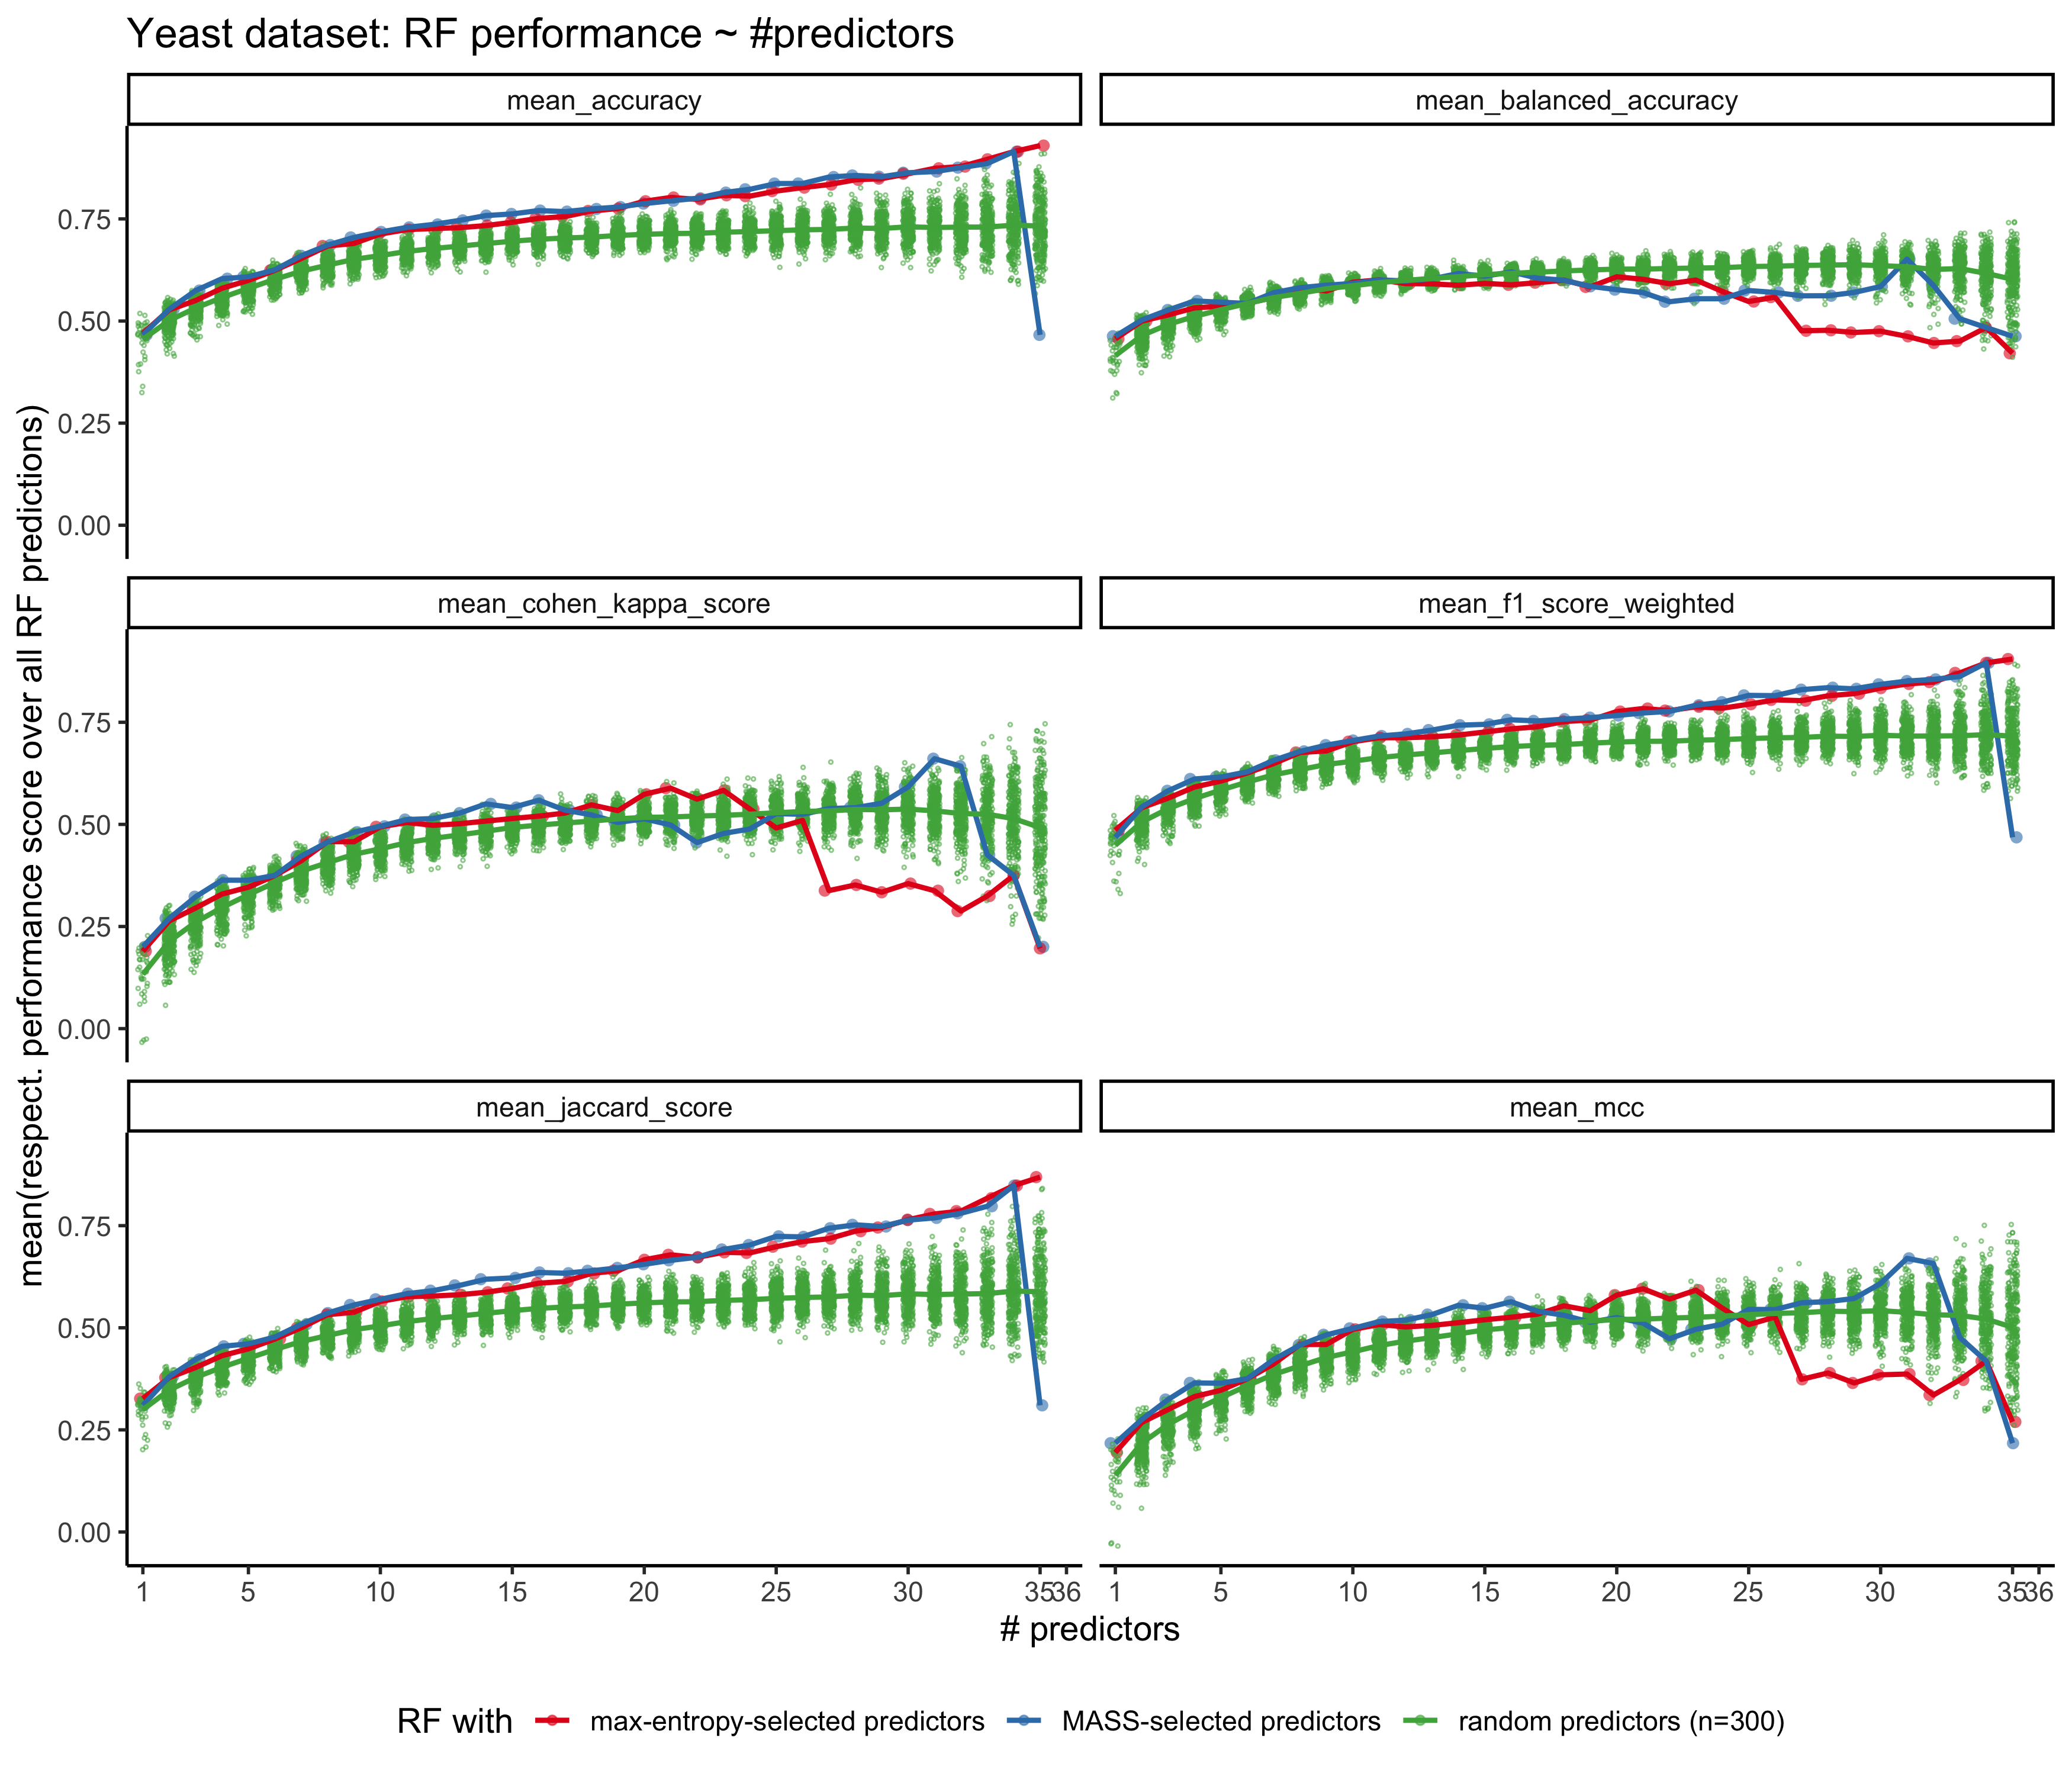 Yeast dataset: RF performance ~ #predictors
mean_accuracy
mean_balanced_accuracy
0.75
0.50
0.25
0.00
mean_cohen_kappa_score
mean_f1_score_weighted
0.75
0.50
0.25
0.00
mean_jaccard_score
mean_mcc
0.75
0.50
0.25
0.00
mean(respect. performance score over all RF predictions)
1 5 10 15 20 25 30 35 36
1 5 10 15 20 25 30 35 36
# predictors
RF with max-entropy-selected predictors MASS-selected predictors random predictors (n=300)